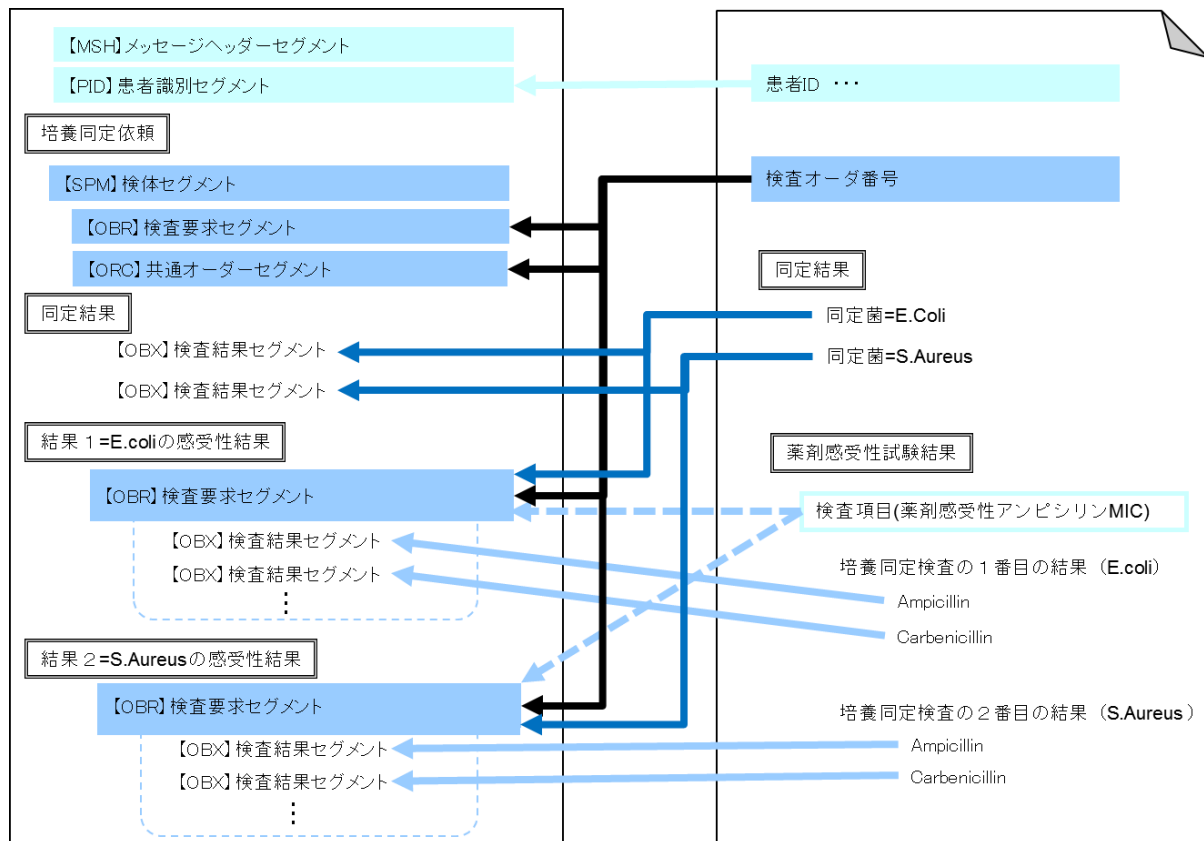 【MSH】メッセージヘッダーセグメント
【PID】患者識別セグメント
培養同定依頼
【SPM】検体セグメント
【OBR】検査要求セグメント
【ORC】共通オーダーセグメント
同定結果
【OBX】検査結果セグメント
【OBX】検査結果セグメント
結果1=E.coliの感受性結果
【OBR】検査要求セグメント
【OBX】検査結果セグメント
【OBX】検査結果セグメント
⋮
結果2=S.Aureusの感受性結果
【OBR】検査要求セグメント
【OBX】検査結果セグメント
【OBX】検査結果セグメント
⋮
患者ID ・・・
検査オーダ番号
同定結果
同定菌=E.Coli
同定菌=S.Aureus
薬剤感受性試験結果
検査項目(薬剤感受性アンピシリンMIC)
培養同定検査の1番目の結果（E.coli）
Ampicillin
Carbenicillin
培養同定検査の2番目の結果（S.Aureus）
Ampicillin
Carbenicillin